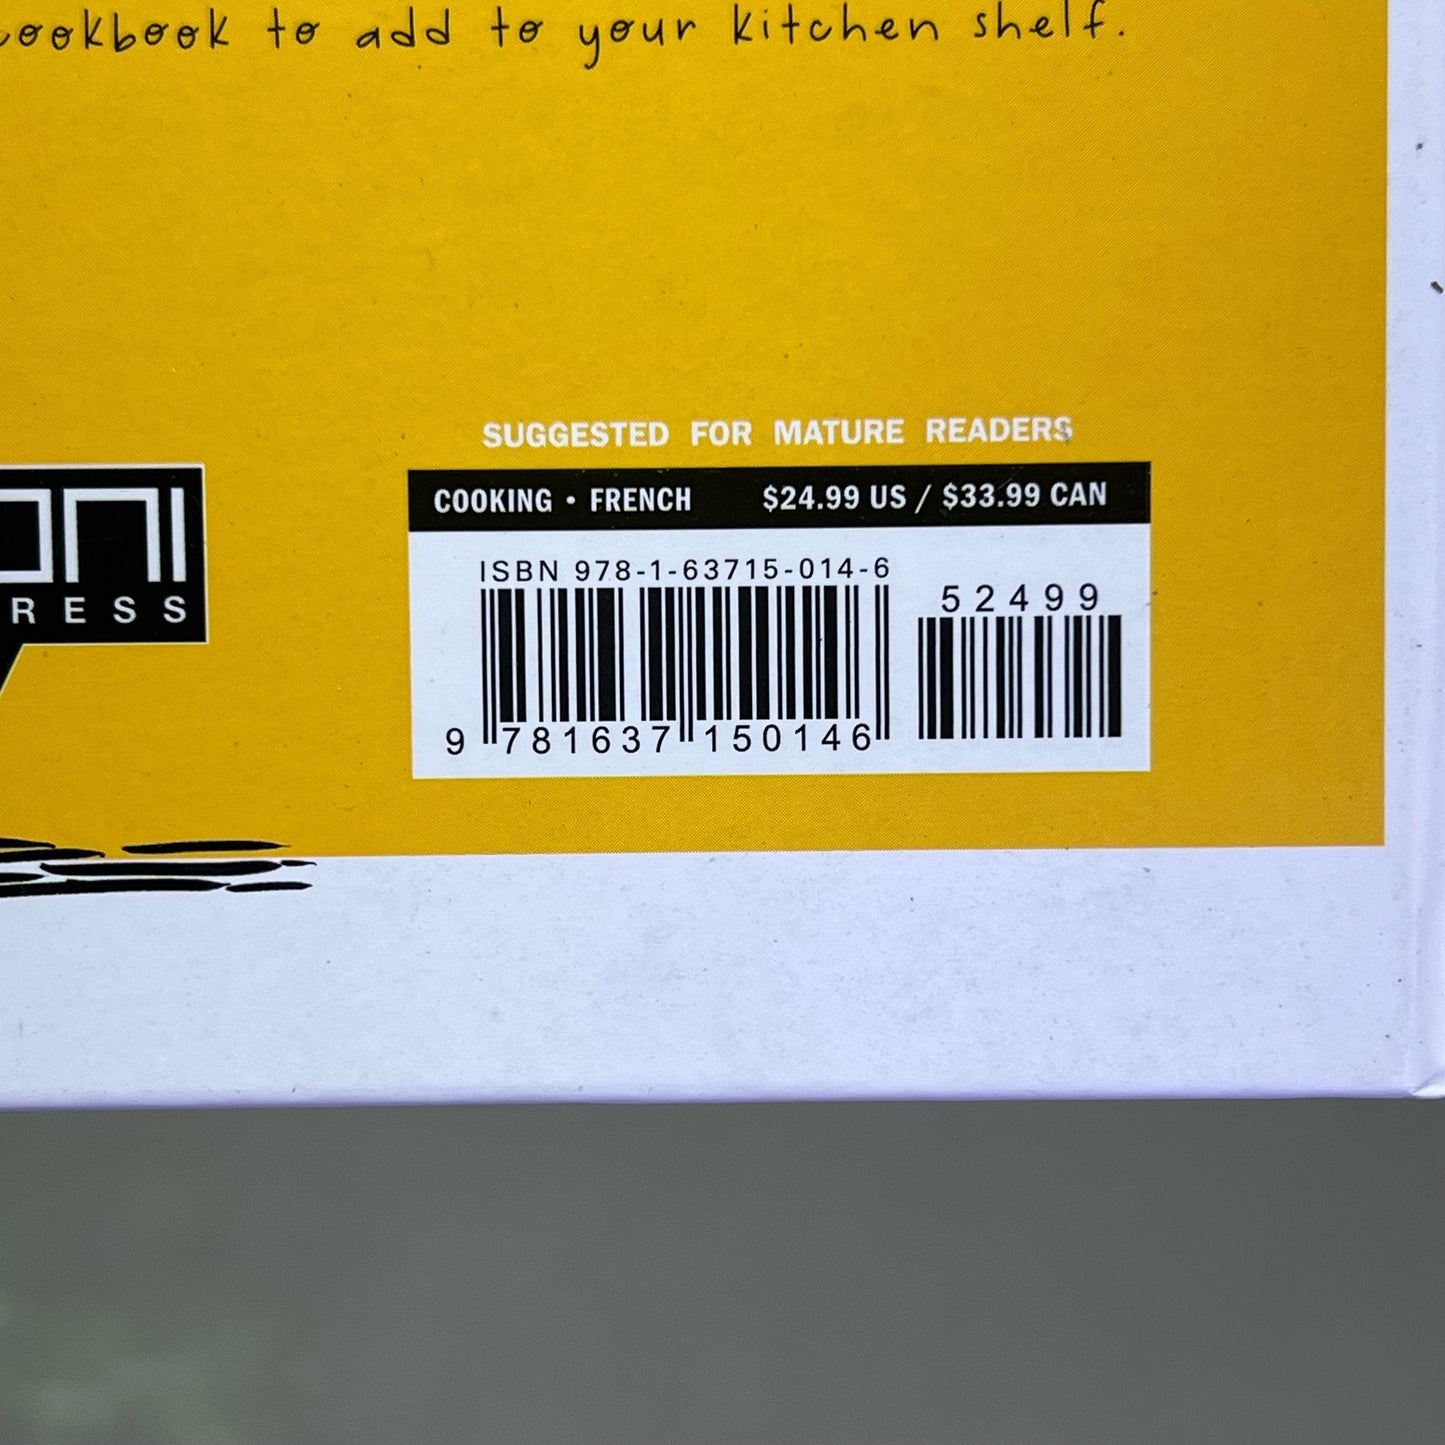 cookbook to add to your kitchen shelf.
SUGGESTED FOR MATURE READERS
COOKING • FRENCH $24.99 US / $33.99 CAN
ISBN 978-1-63715-014-6
52499
9 781637 150146
ONI
RESS